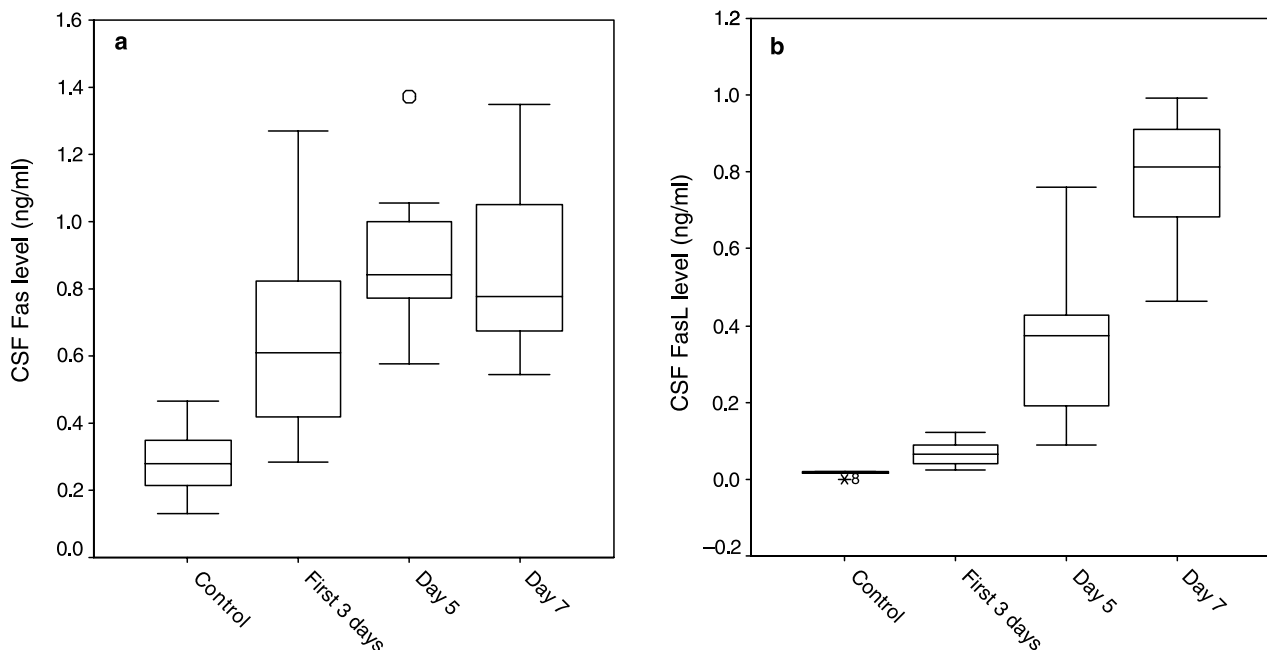 a
CSF Fas level (ng/ml)
1.6
1.4
1.2
1.0
0.8
0.6
0.4
0.2
0.0
Control
First 3 days
Day 5
Day 7
b
CSF FasL level (ng/ml)
1.2
1.0
0.8
0.6
0.4
0.2
0.0
–0.2
8
Control
First 3 days
Day 5
Day 7